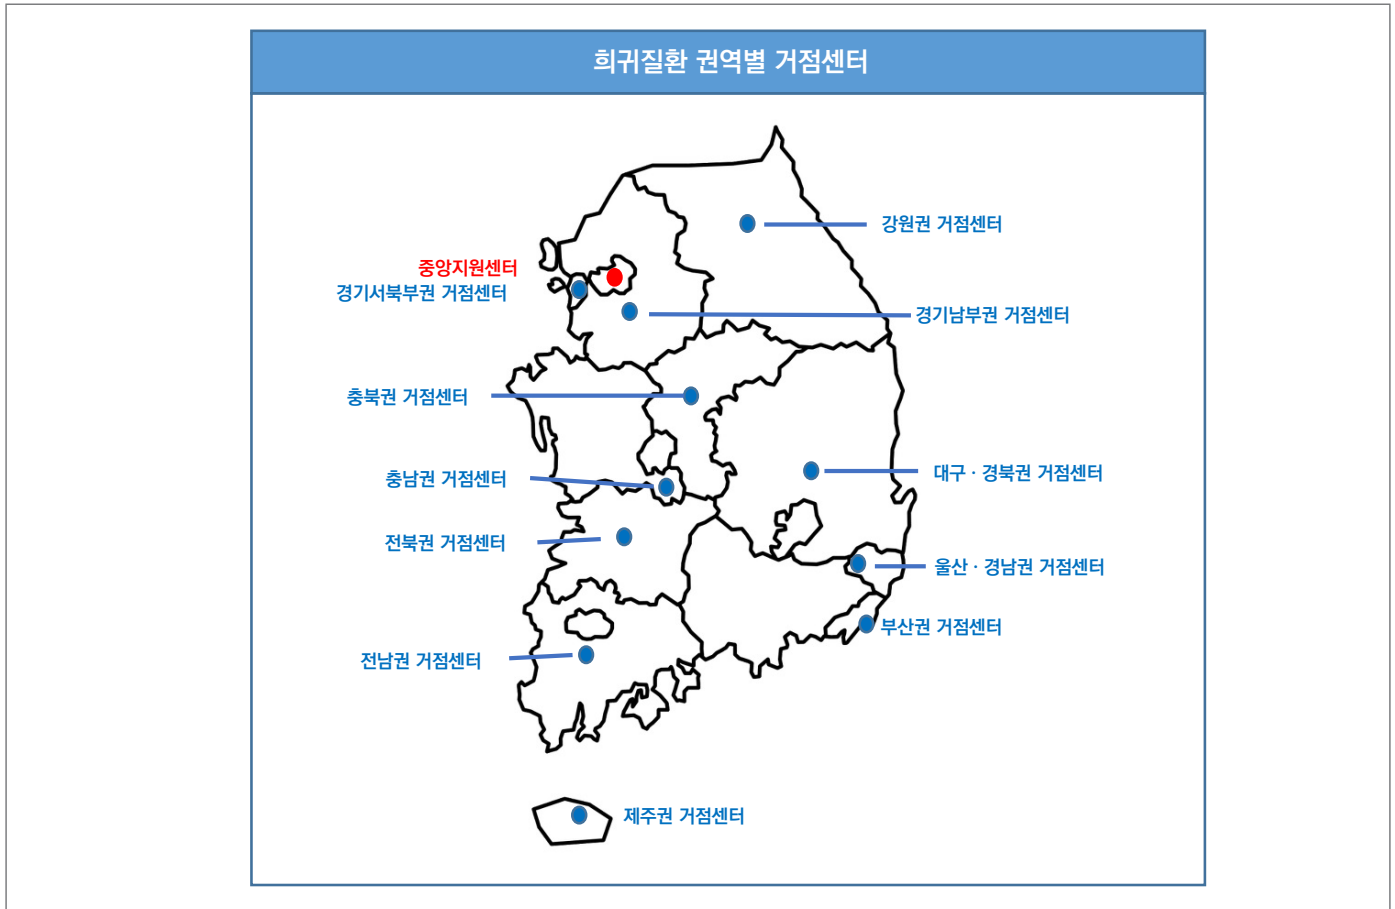 희귀질환 권역별 거점센터
강원권 거점센터
중앙지원센터
경기서북부권 거점센터
경기남부권 거점센터
충북권 거점센터
대구 · 경북권 거점센터
충남권 거점센터
전북권 거점센터
울산 · 경남권 거점센터
부산권 거점센터
전남권 거점센터
제주권 거점센터